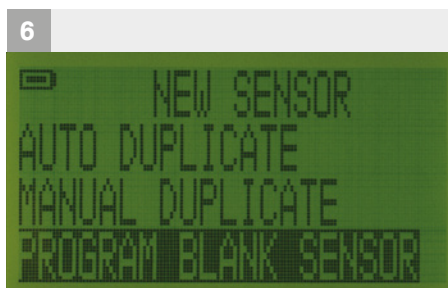 6
NEW SENSOR
AUTO DUPLICATE
MANUAL DUPLICATE
PROGRAM BLANK SENSOR